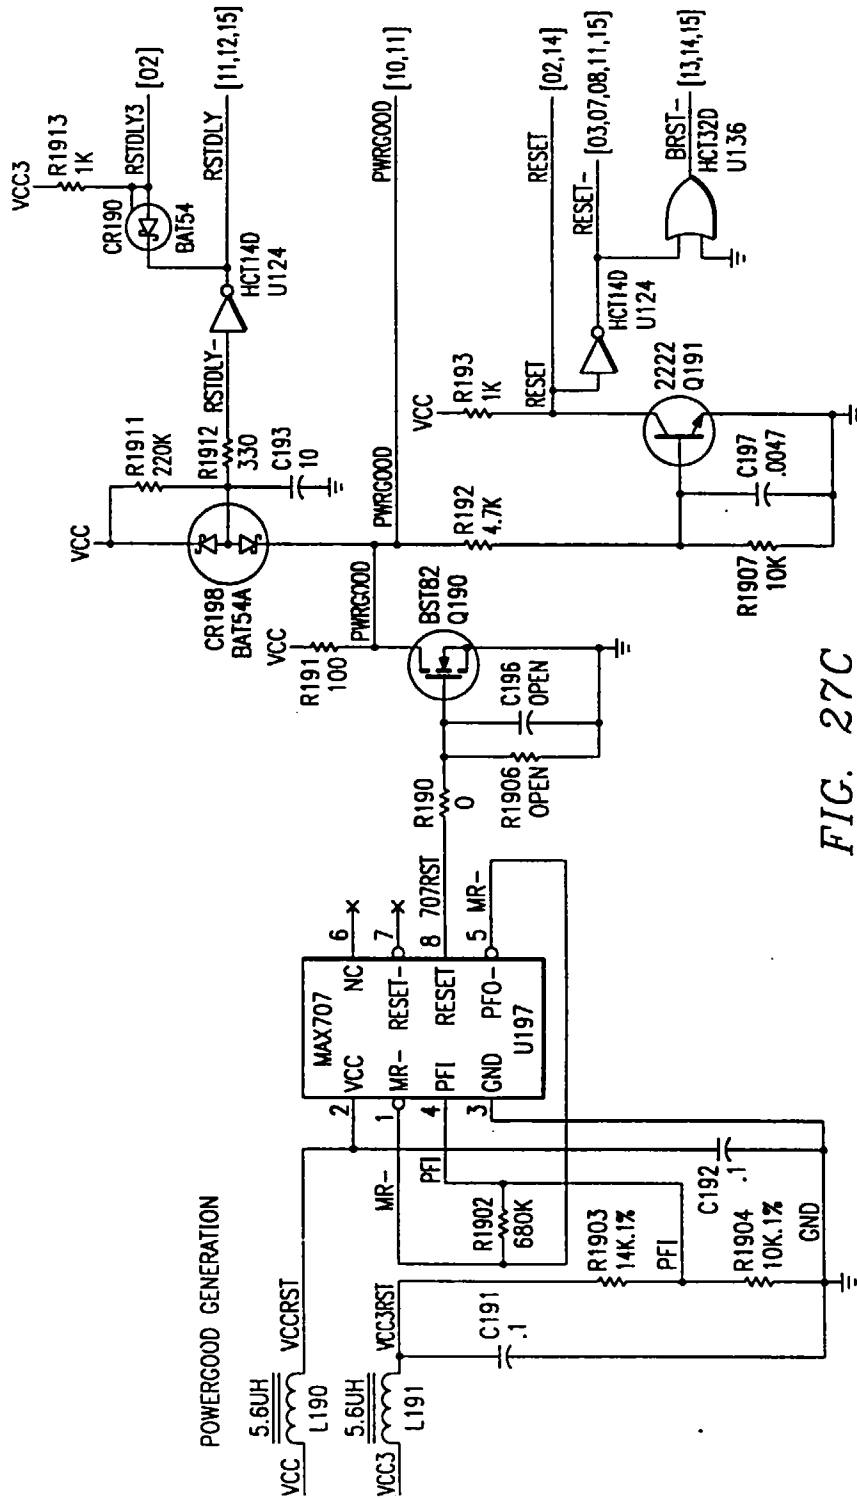 POWERGOOD GENERATION
VCC
5.6UH
L190
VCCRST
VCC3
5.6UH
L191
VCC3RST
C191
.1
R1903
14K.1%
PFI
R1904
10K.1%
GND
C192
.1
R1902
680K
MR-
PFI
2
1
4
3
MAX707
VCC
NC
MR-
RESET-
PFI
RESET
GND
PFO-
U197
6
7
8
5
707RST
MR-
R190
0
R1906
OPEN
C196
OPEN
BST82
Q190
VCC
R191
100
PWRGOOD
VCC
CR198
BAT54A
R1911
220K
R1912
330
C193
10
RSTDLY-
HCT14D
U124
VCC3
R1913
1K
CR190
BAT54
RSTDLY3
[02]
RSTDLY
[11,12,15]
PWRGOOD
PWRGOOD
[10,11]
R192
4.7K
R1907
10K
C197
.0047
2222
Q191
VCC
R193
1K
RESET
RESET
[02,14]
HCT14D
U124
RESET-
[03,07,08,11,15]
BRST-
[13,14,15]
HCT32D
U136
FIG. 27C